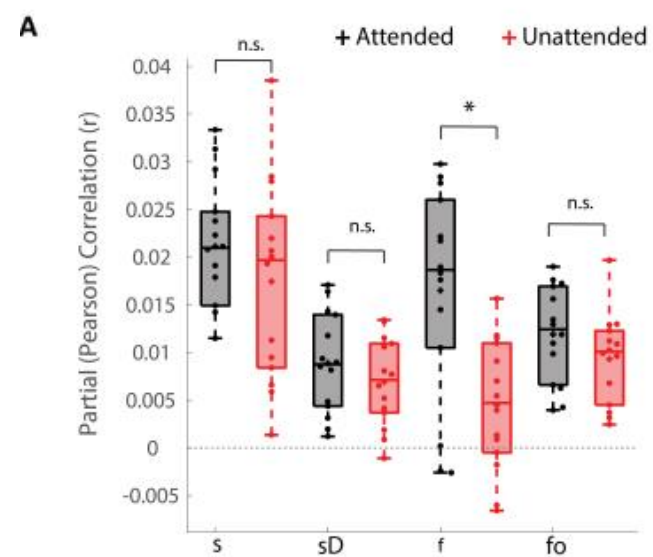 A
+ Attended + Unattended
n.s.
*
n.s.
n.s.
Partial (Pearson) Correlation (r)
0.04
0.035
0.03
0.025
0.02
0.015
0.01
0.005
0
-0.005
s sD f fo